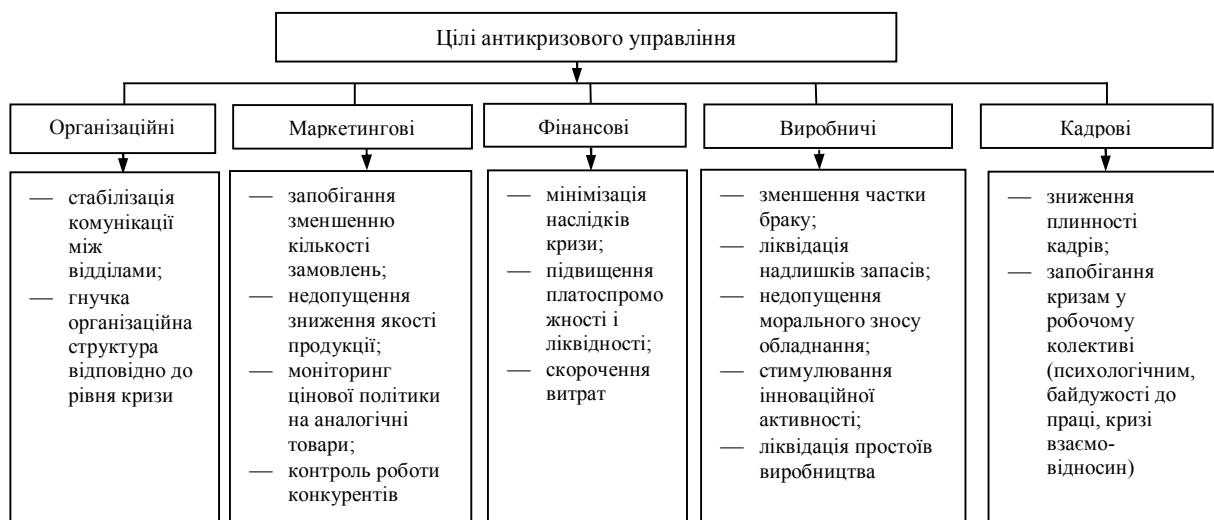 Цілі антикризового управління
Організаційні
Маркетингові
Фінансові
Виробничі
Кадрові
— стабілізація
комунікації
між
відділами;
— гнучка
організаційна
структура
відповідно до
рівня кризи
— запобігання
зменшенню
кількості
замовлень;
— недопущення
зниження якості
продукції;
— моніторинг
цінової політики
на аналогічні
товари;
— контроль роботи
конкурентів
— мінімізація
наслідків
кризи;
— підвищення
платоспромо
жності і
ліквідності;
— скорочення
витрат
— зменшення частки
браку;
— ліквідація
надлишків запасів;
— недопущення
морального зносу
обладнання;
— стимулювання
інноваційної
активності;
— ліквідація простоїв
виробництва
— зниження
плинності
кадрів;
— запобігання
кризам у
робочому
колективі
(психологічним,
байдужості до
праці, кризі
взаємо-
відносин)